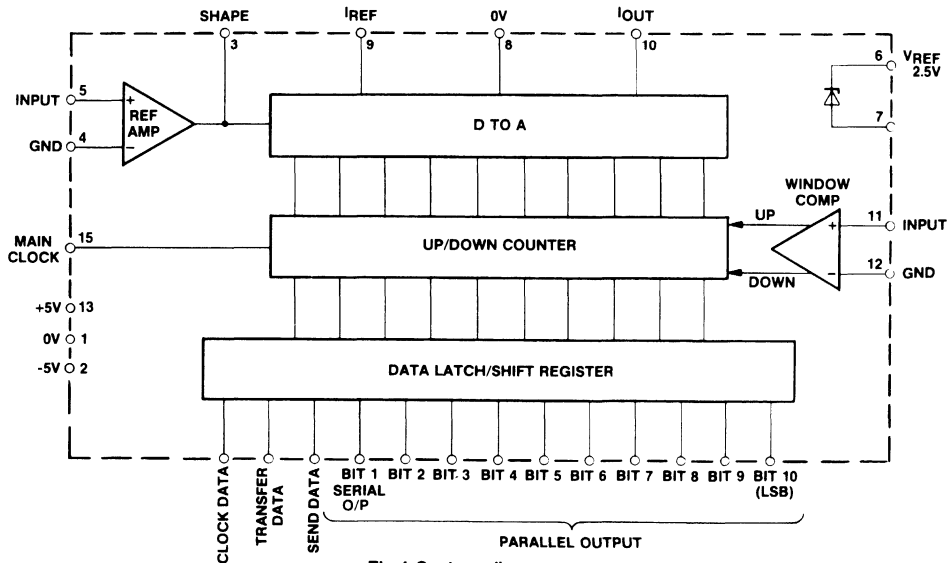 SHAPE
3
IREF
9
0V
8
IOUT
10
6 VREF
2.5V
7
INPUT 5
+
REF
AMP
GND 4
−
D TO A
WINDOW
COMP
UP
+
11 INPUT
MAIN
CLOCK
15
UP/DOWN COUNTER
12 GND
−
DOWN
+5V 13
0V 1
-5V 2
DATA LATCH/SHIFT REGISTER
CLOCK DATA
TRANSFER
DATA
SEND DATA
BIT 1
SERIAL
O/P
BIT 2
BIT 3
BIT 4
BIT 5
BIT 6
BIT 7
BIT 8
BIT 9
BIT 10
(LSB)
PARALLEL OUTPUT